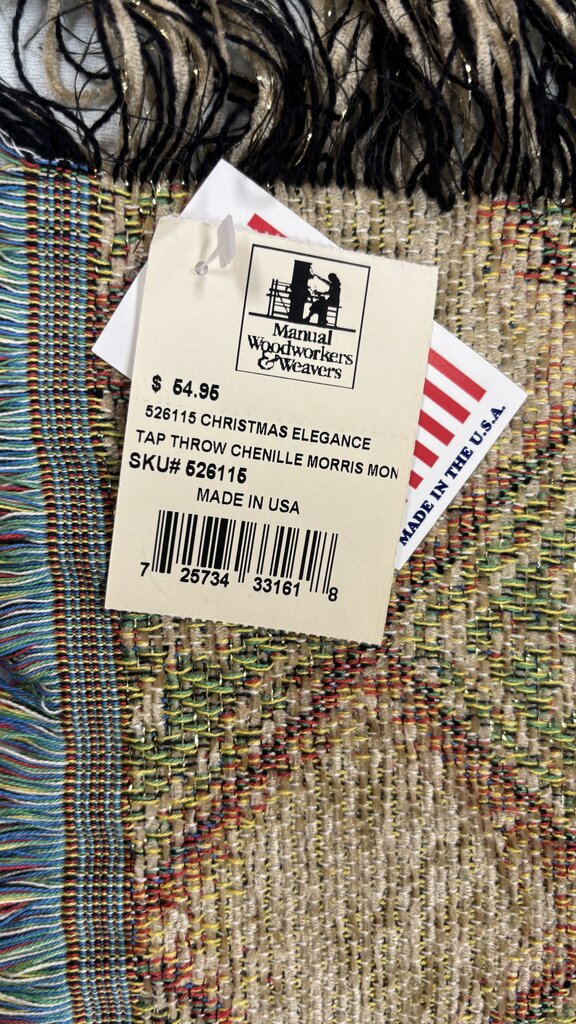 Manual
Woodworkers
& Weavers
$ 54.95
526115 CHRISTMAS ELEGANCE
TAP THROW CHENILLE MORRIS MON
SKU# 526115
MADE IN USA
7 25734 33161 8
MADE IN THE U.S.A.